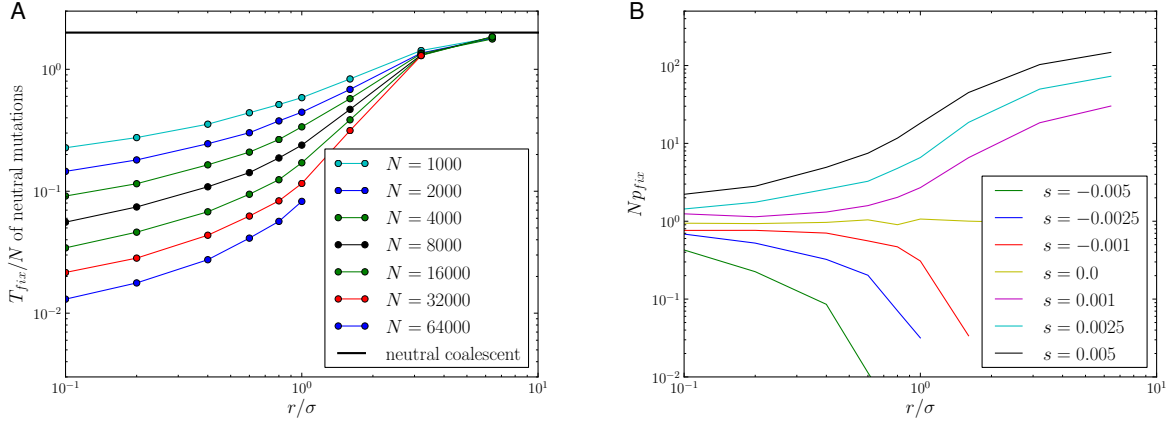 A
T_{fix}/N of neutral mutations
10^0
10^{-1}
10^{-2}
N = 1000
N = 2000
N = 4000
N = 8000
N = 16000
N = 32000
N = 64000
neutral coalescent
10^{-1}
10^0
10^1
r/σ
B
Np_{fix}
10^2
10^1
10^0
10^{-1}
10^{-2}
s = −0.005
s = −0.0025
s = −0.001
s = 0.0
s = 0.001
s = 0.0025
s = 0.005
10^{-1}
10^0
10^1
r/σ